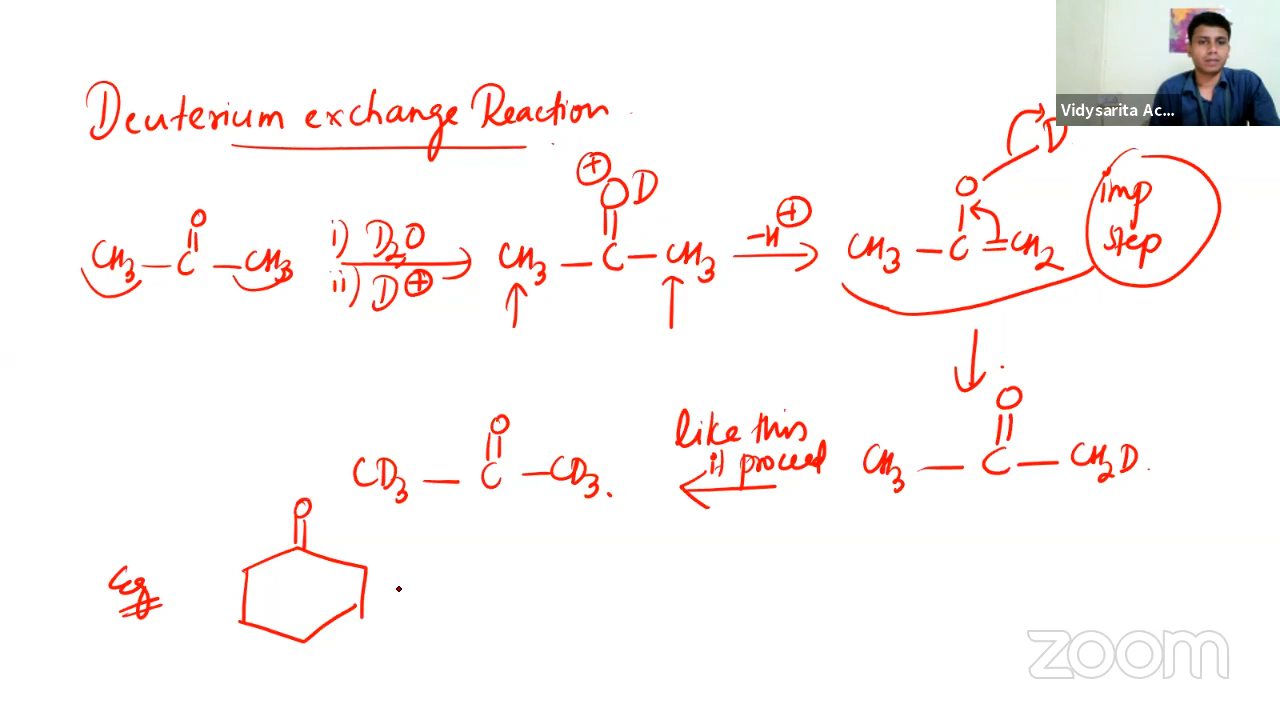 Vidysarita Ac...
Deuterium exchange Reaction
CH3 — C(=O) — CH3
i) D2O
ii) D⊕
CH3 — C(=O⊕D) — CH3
-H⊕
CH3 — C(O—D) = CH2
imp
step
CH3 — C(=O) — CH2D.
like this
it proceed
CD3 — C(=O) — CD3.
Eg
O
zoom